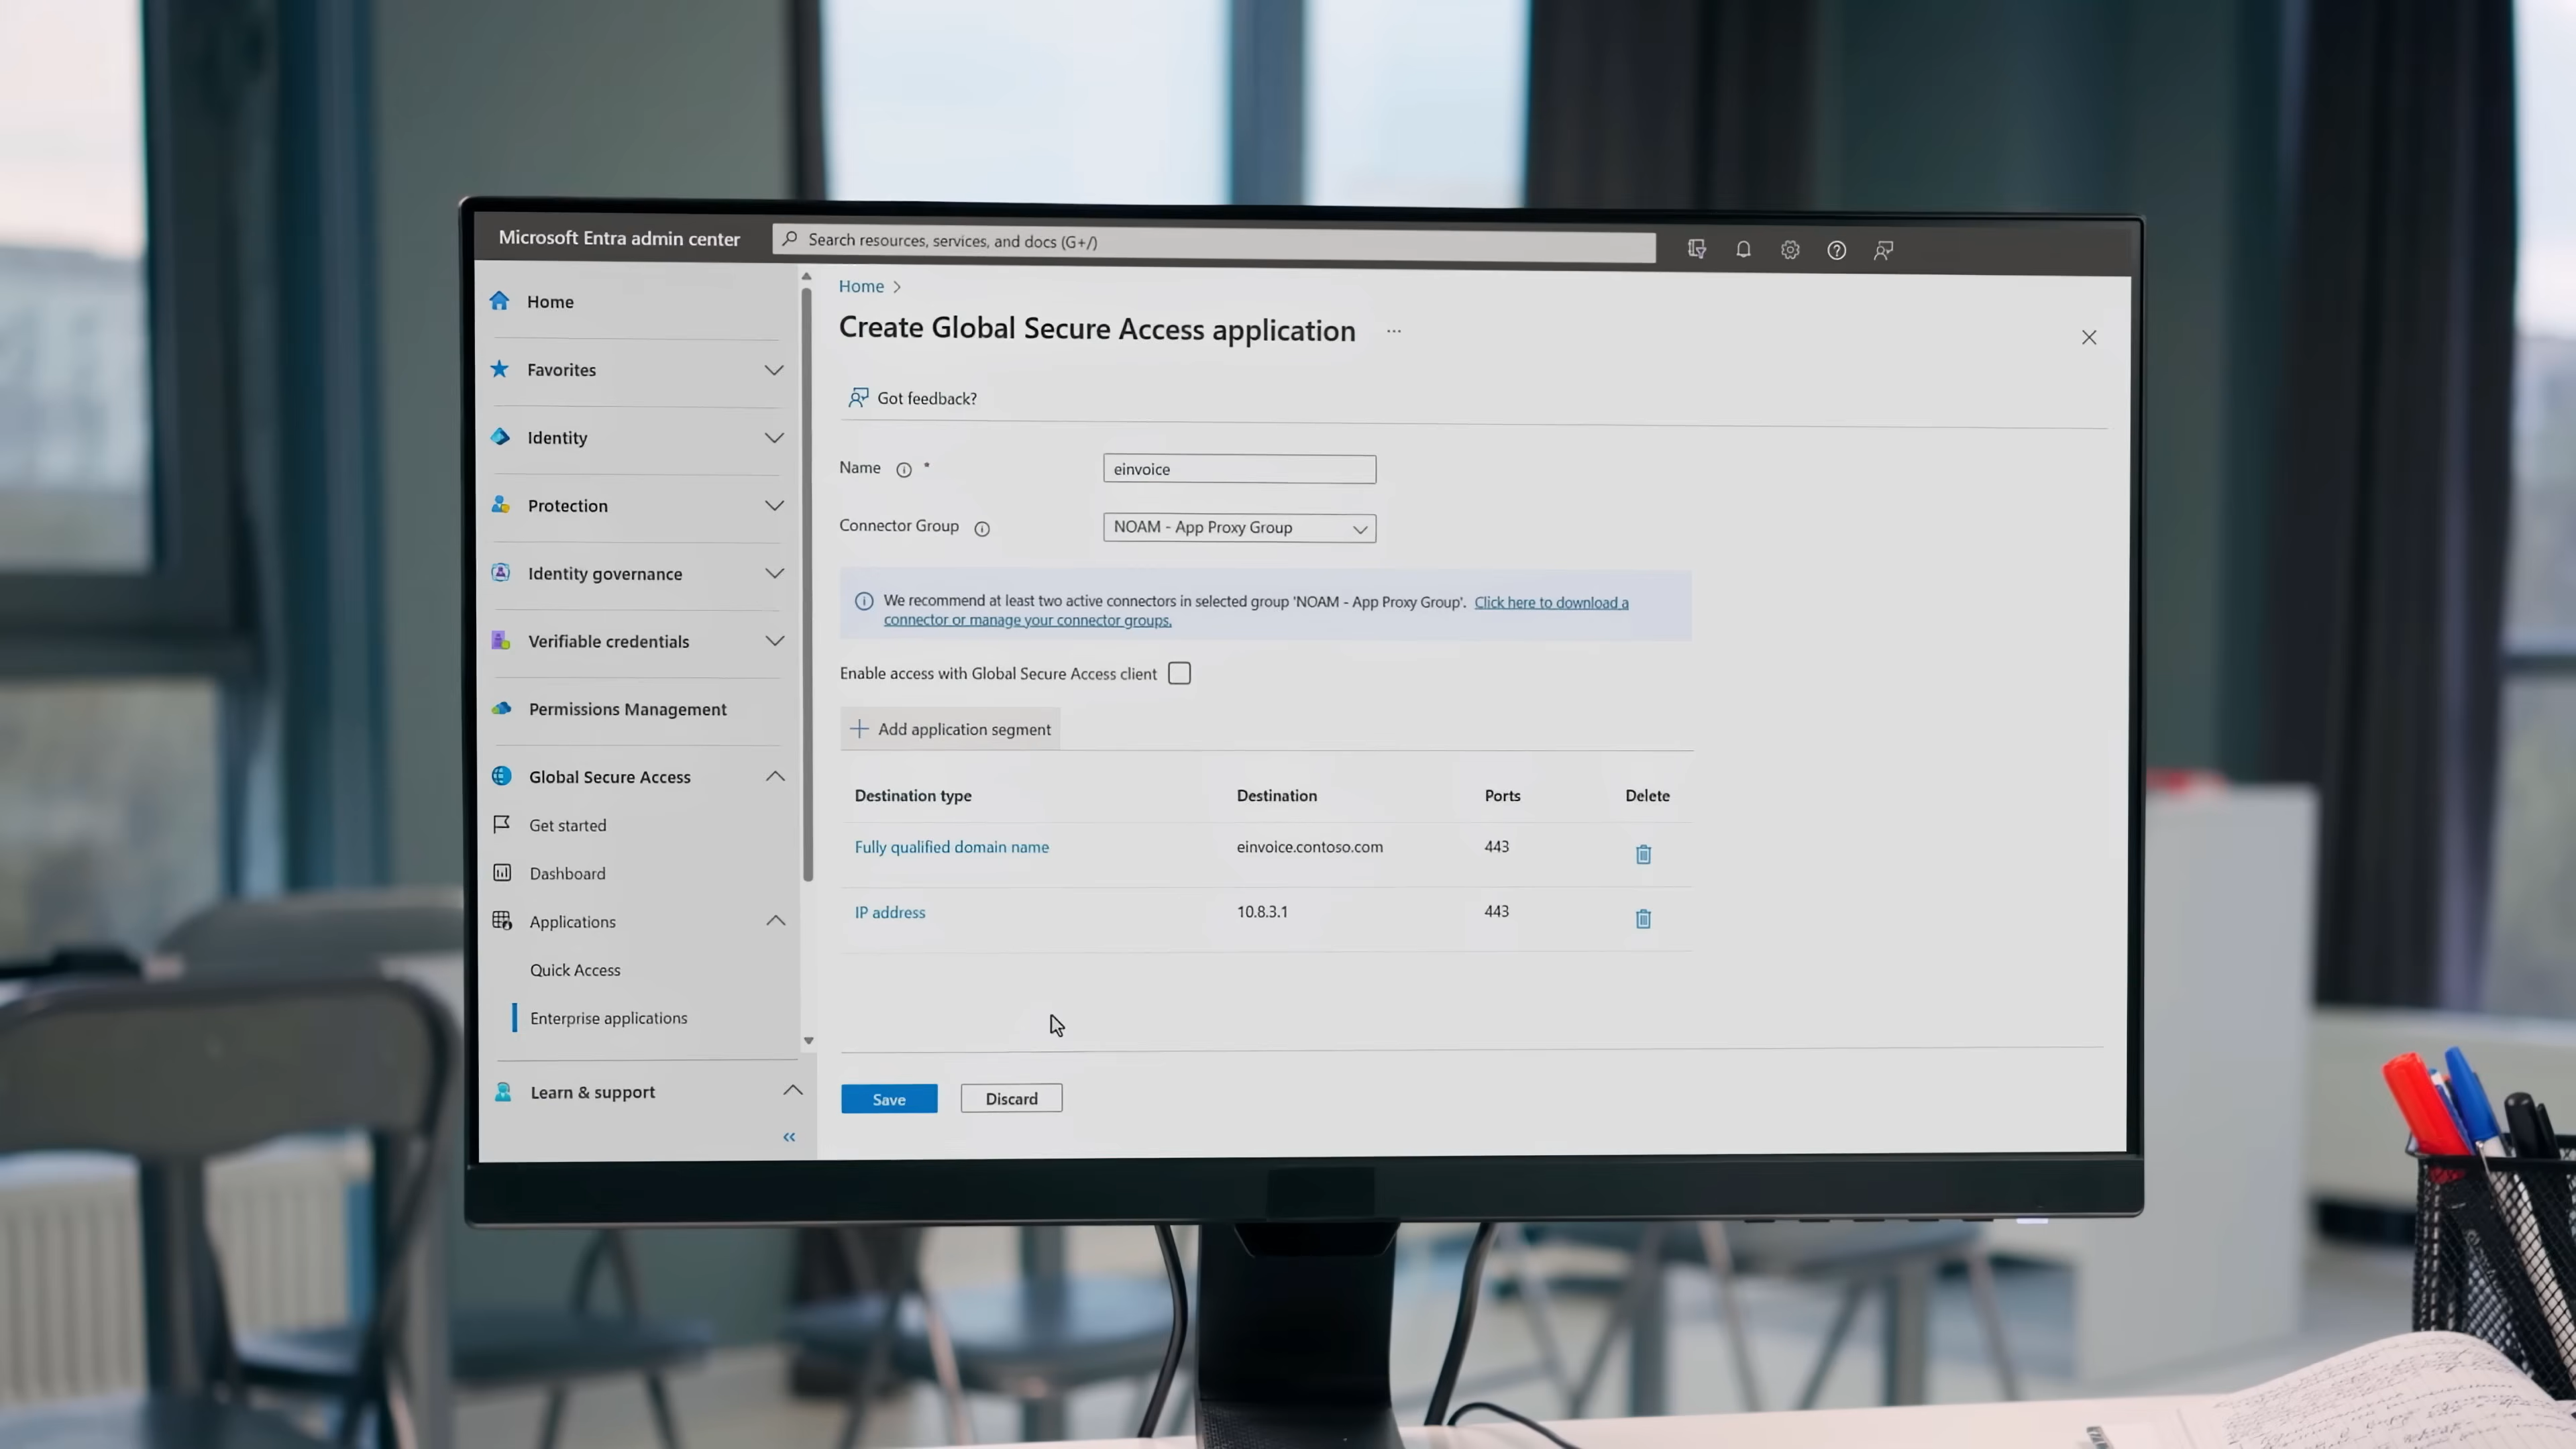 Microsoft Entra admin center
Search resources, services, and docs (G+/)
Home
Favorites
Identity
Protection
Identity governance
Verifiable credentials
Permissions Management
Global Secure Access
Get started
Dashboard
Applications
Quick Access
Enterprise applications
Learn & support
Home >
Create Global Secure Access application ...
Got feedback?
Name *
einvoice
Connector Group
NOAM - App Proxy Group
We recommend at least two active connectors in selected group 'NOAM - App Proxy Group'. Click here to download a
connector or manage your connector groups.
Enable access with Global Secure Access client
+ Add application segment
Destination type Destination Ports Delete
Fully qualified domain name einvoice.contoso.com 443
IP address 10.8.3.1 443
Save Discard